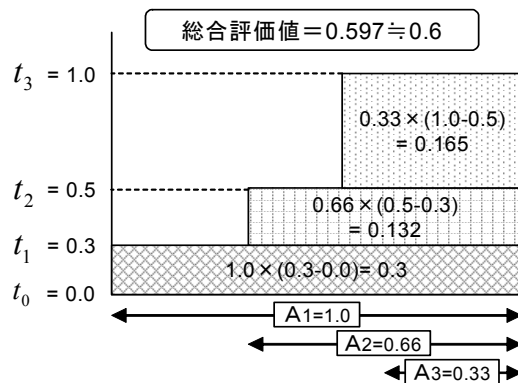 総合評価値＝0.597≒0.6
t3 = 1.0
0.33×(1.0-0.5)
= 0.165
t2 = 0.5
0.66×(0.5-0.3)
= 0.132
t1 = 0.3
1.0×(0.3-0.0)= 0.3
t0 = 0.0
A1=1.0
A2=0.66
A3=0.33